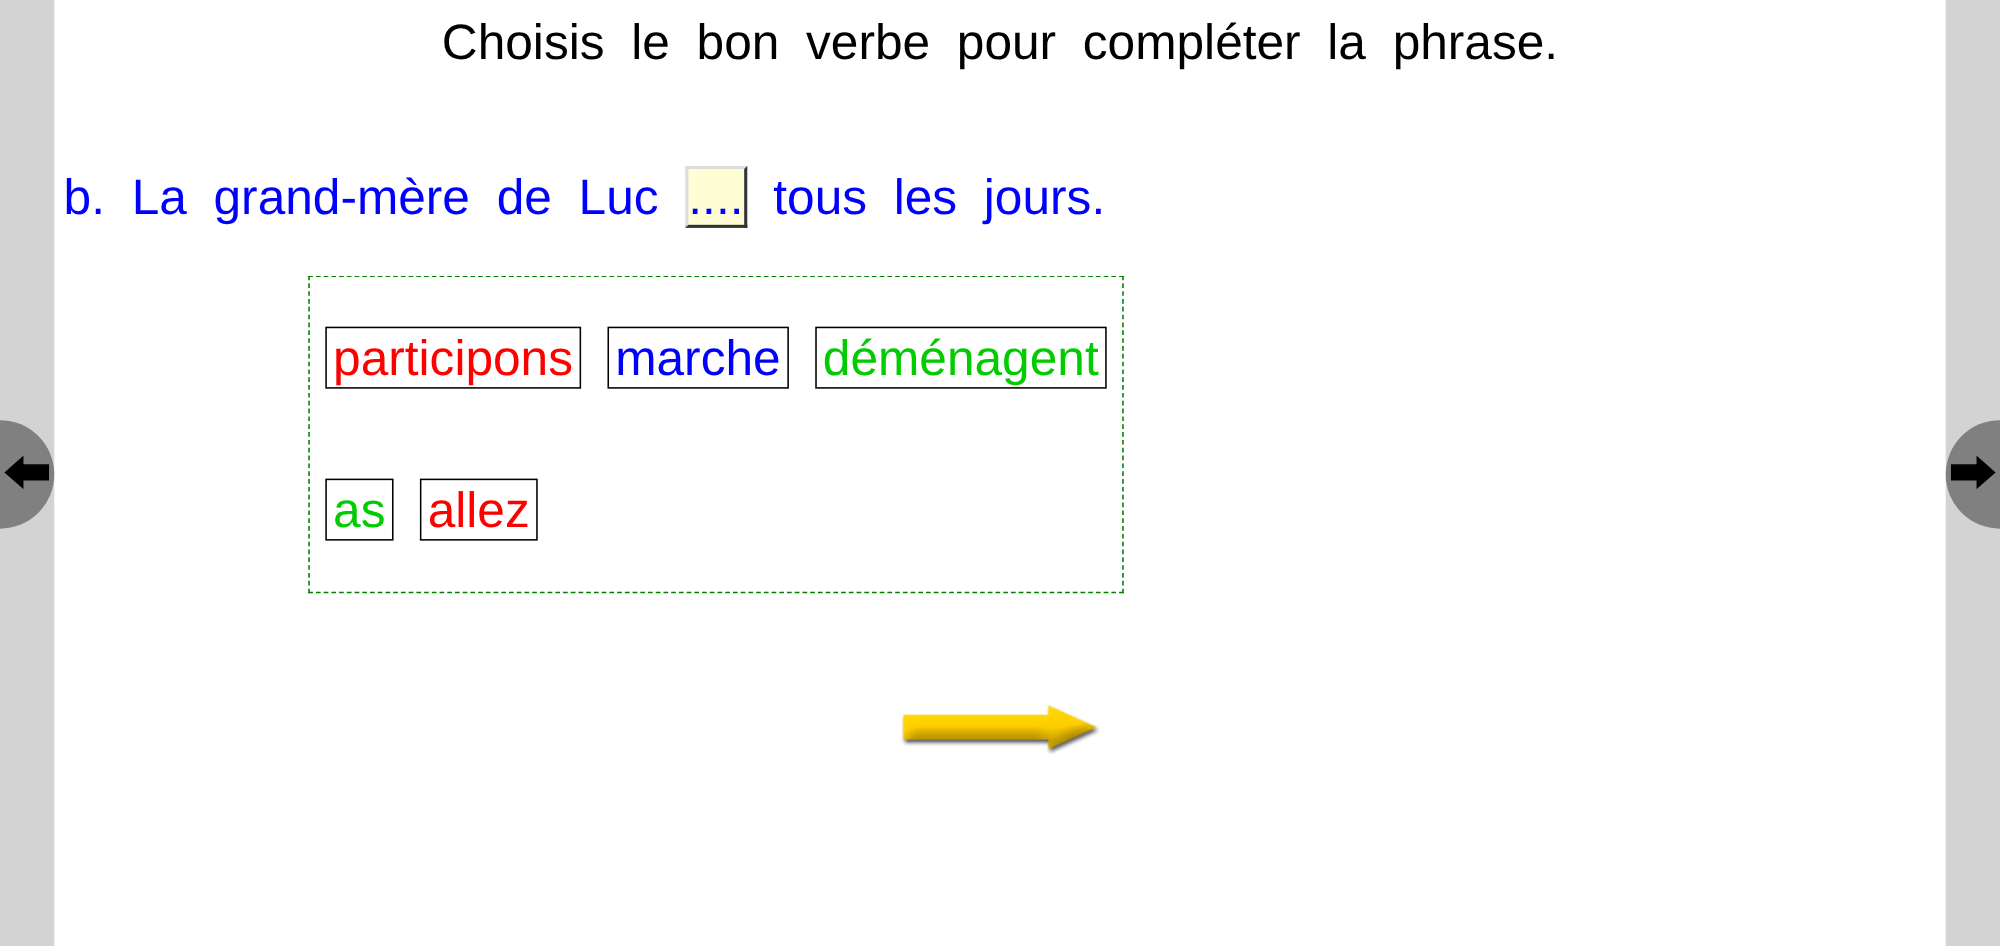 Choisis le bon verbe pour compléter la phrase.
b. La grand-mère de Luc .... tous les jours.
participons marche déménagent
as allez